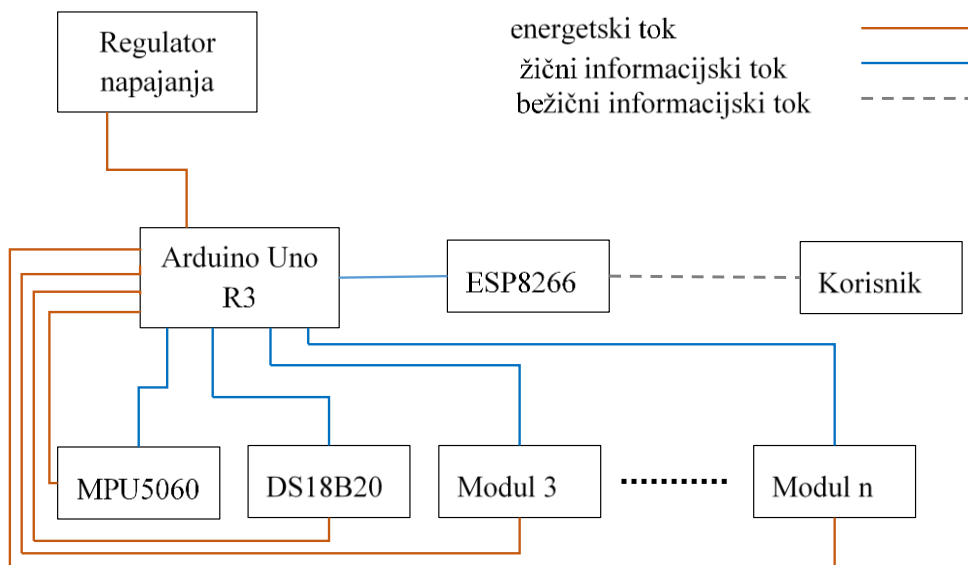 Regulator
napajanja
energetski tok
žični informacijski tok
bežični informacijski tok
Arduino Uno
R3
ESP8266
Korisnik
MPU5060
DS18B20
Modul 3
Modul n